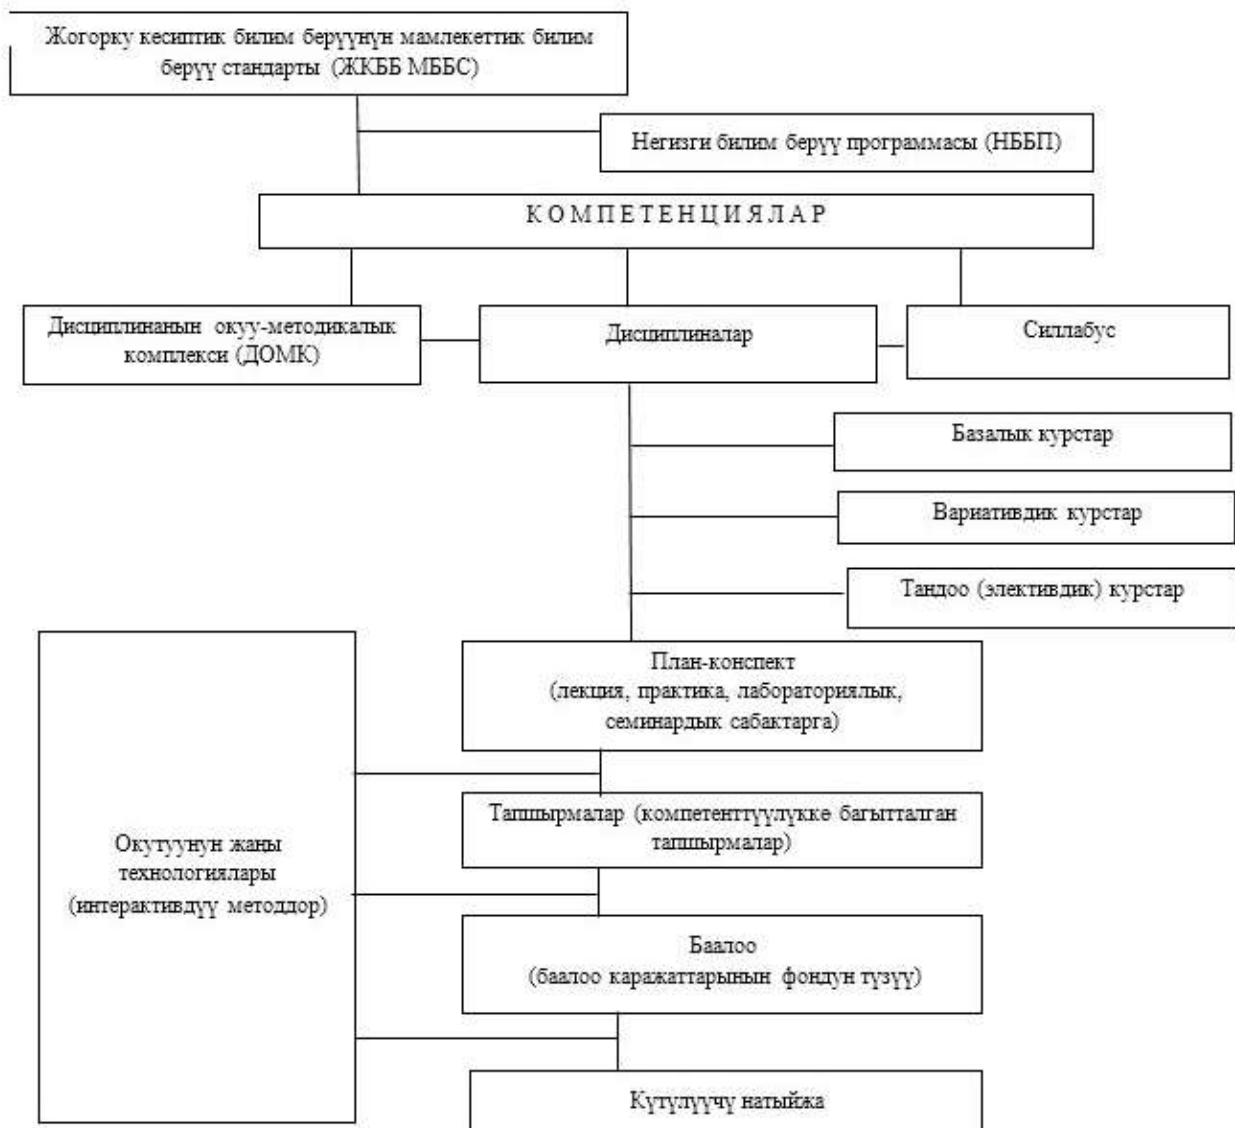 Жогорку кесиптик билим берүүнүн мамлекеттик билим
берүү стандарты (ЖКББ МББС)
Негизги билим берүү программасы (НББП)
К О М П Е Т Е Н Ц И Я Л А Р
Дисциплинанын окуу-методикалык
комплекси (ДОМК)
Дисциплиналар
Силлабус
Базалык курстар
Вариативдик курстар
Тандоо (элективдик) курстар
План-конспект
(лекция, практика, лабораториялык,
семинардык сабактарга)
Тапшырмалар (компетенттүүлүккө багытталган
тапшырмалар)
Окутуунун жаңы
технологиялары
(интерактивдүү методдор)
Баалоо
(баалоо каражаттарынын фондун түзүү)
Күтүлүүчү натыйжа